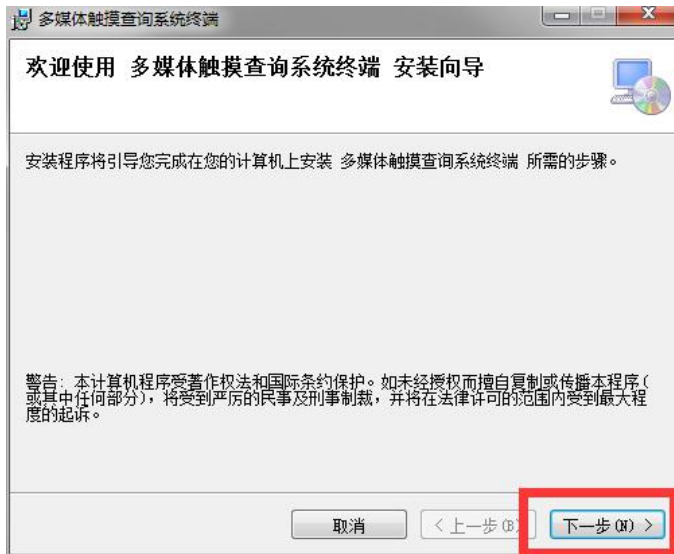 多媒体触摸查询系统终端
欢迎使用 多媒体触摸查询系统终端 安装向导
安装程序将引导您完成在您的计算机上安装 多媒体触摸查询系统终端 所需的步骤。
警告: 本计算机程序受著作权法和国际条约保护。如未经授权而擅自复制或传播本程序(
或其中任何部分), 将受到严厉的民事及刑事制裁, 并将在法律许可的范围内受到最大程
度的起诉。
取消 < 上一步(B) 下一步(N) >